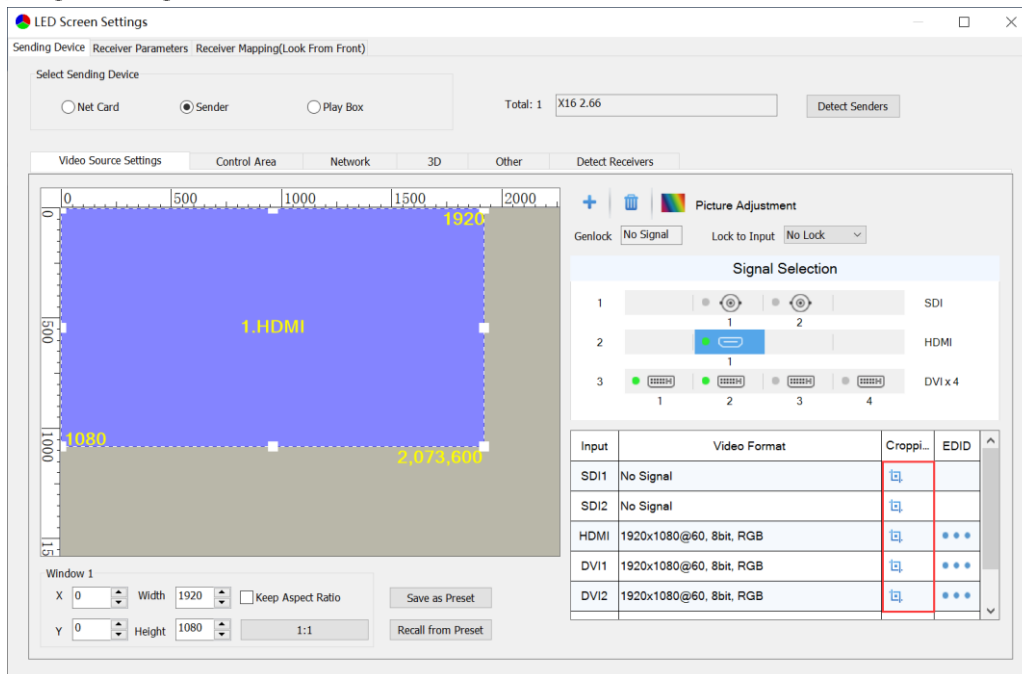 LED Screen Settings
Sending Device Receiver Parameters Receiver Mapping(Look From Front)
Select Sending Device
Net Card Sender Play Box
Total: 1 X16 2.66 Detect Senders
Video Source Settings Control Area Network 3D Other Detect Receivers
0 500 1000 1500 2000
0
500
1000
15
1920
1.HDMI
1080
2,073,600
Picture Adjustment
Genlock No Signal Lock to Input No Lock
Signal Selection
1 SDI
1 2
2 HDMI
1
3 DVI x 4
1 2 3 4
Input Video Format Croppi... EDID
SDI1 No Signal
SDI2 No Signal
HDMI 1920x1080@60, 8bit, RGB
DVI1 1920x1080@60, 8bit, RGB
DVI2 1920x1080@60, 8bit, RGB
Window 1
X 0 Width 1920 Keep Aspect Ratio Save as Preset
Y 0 Height 1080 1:1 Recall from Preset